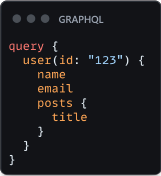 GRAPHQL
query {
  user(id: "123") {
    name
    email
    posts {
      title
    }
  }
}